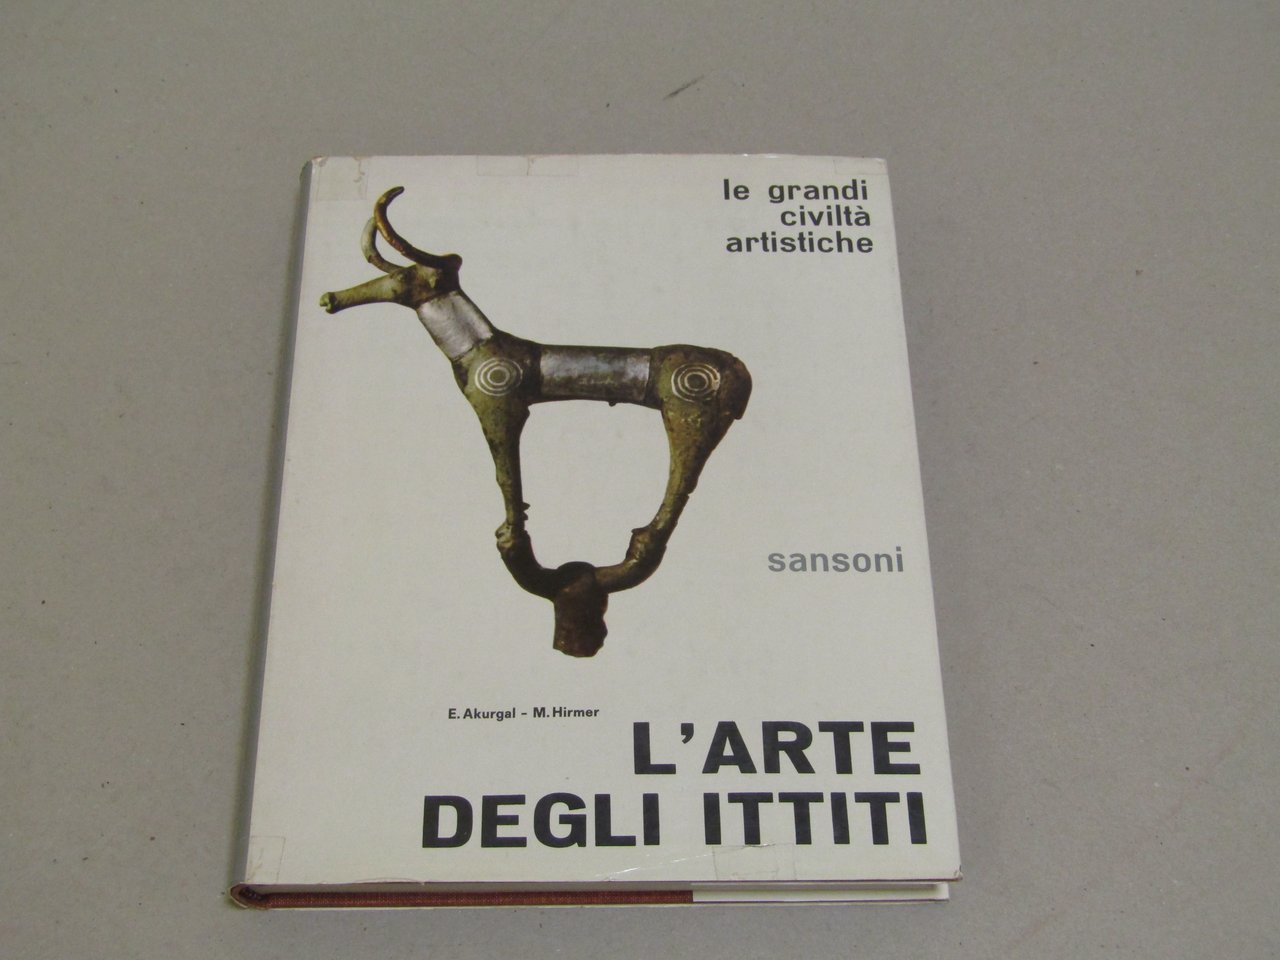 le grandi
civiltà
artistiche
sansoni
E. Akurgal - M. Hirmer
L'ARTE
DEGLI ITTITI